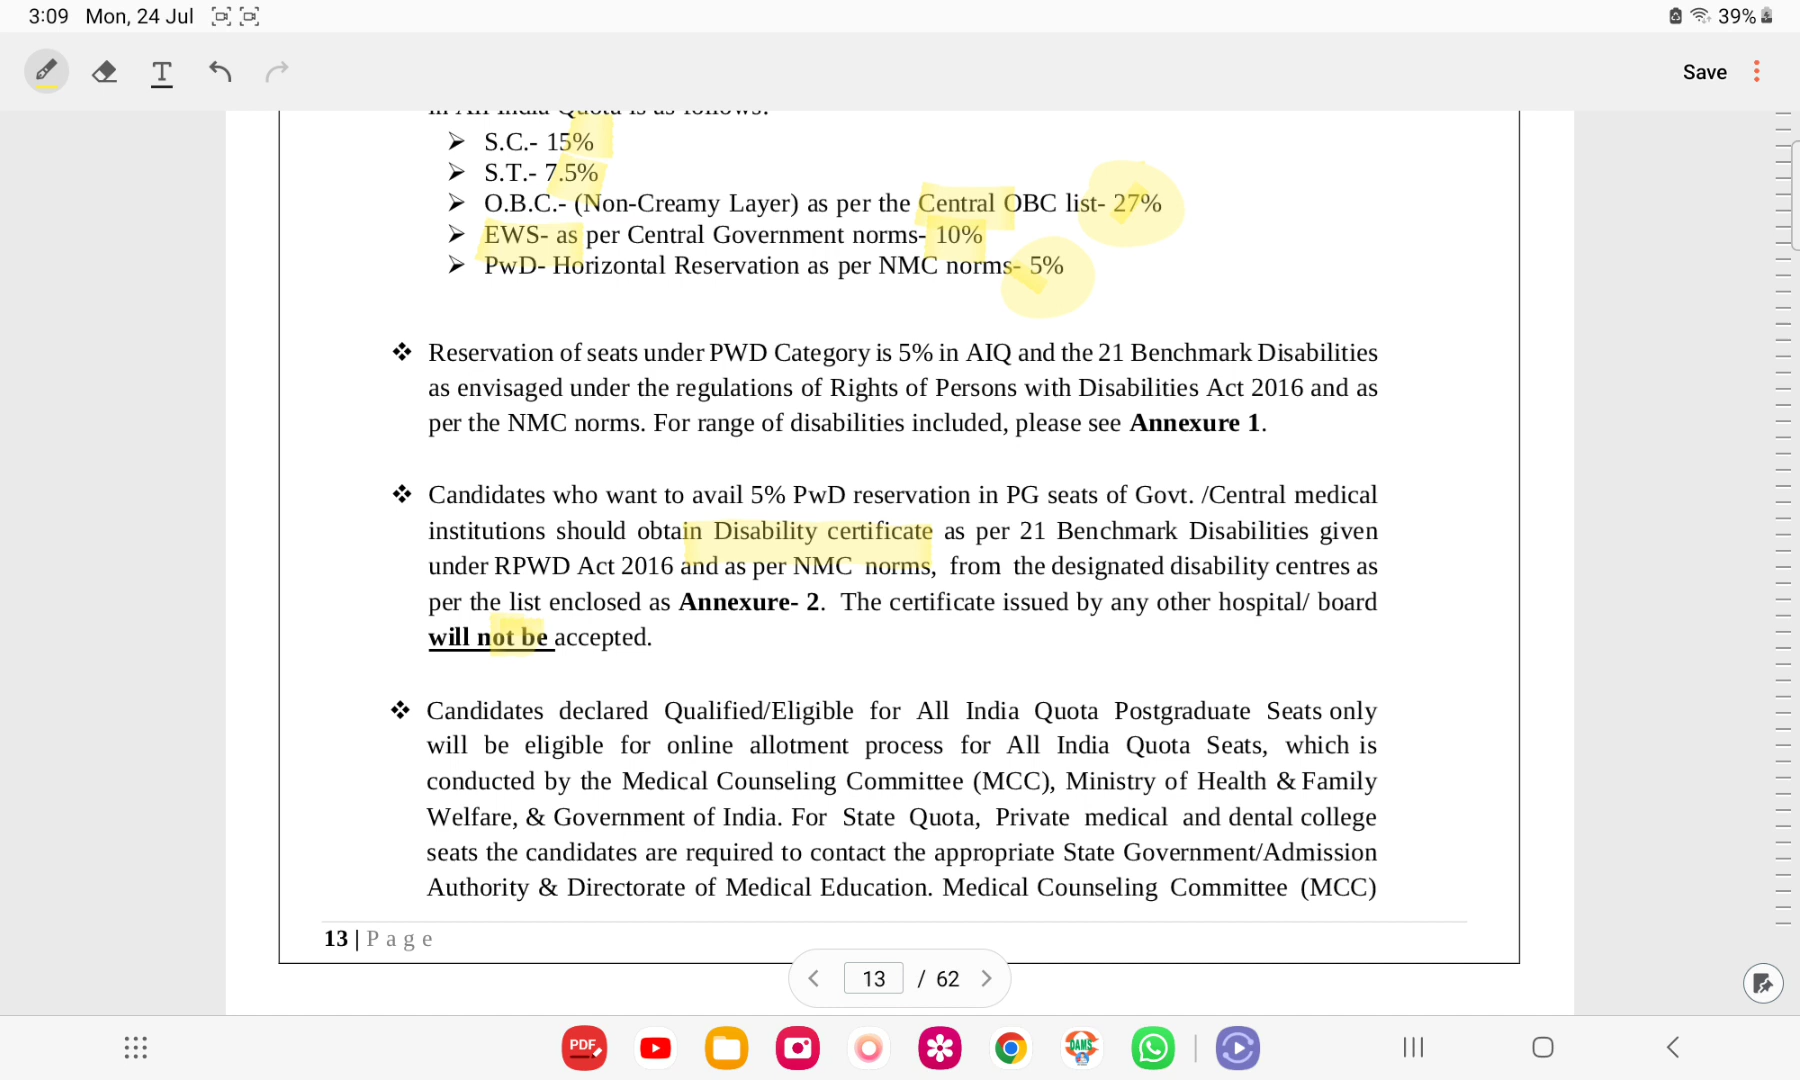 3:09 Mon, 24 Jul
39%
T
Save
in All India Quota is as follows:
S.C.- 15%
S.T.- 7.5%
O.B.C.- (Non-Creamy Layer) as per the Central OBC list- 27%
EWS- as per Central Government norms- 10%
PwD- Horizontal Reservation as per NMC norms- 5%
Reservation of seats under PWD Category is 5% in AIQ and the 21 Benchmark Disabilities
as envisaged under the regulations of Rights of Persons with Disabilities Act 2016 and as
per the NMC norms. For range of disabilities included, please see Annexure 1.
Candidates who want to avail 5% PwD reservation in PG seats of Govt. /Central medical
institutions should obtain Disability certificate as per 21 Benchmark Disabilities given
under RPWD Act 2016 and as per NMC norms, from the designated disability centres as
per the list enclosed as Annexure- 2. The certificate issued by any other hospital/ board
will not be accepted.
Candidates declared Qualified/Eligible for All India Quota Postgraduate Seats only
will be eligible for online allotment process for All India Quota Seats, which is
conducted by the Medical Counseling Committee (MCC), Ministry of Health & Family
Welfare, & Government of India. For State Quota, Private medical and dental college
seats the candidates are required to contact the appropriate State Government/Admission
Authority & Directorate of Medical Education. Medical Counseling Committee (MCC)
13 | Page
13 / 62
PDF
DAMS